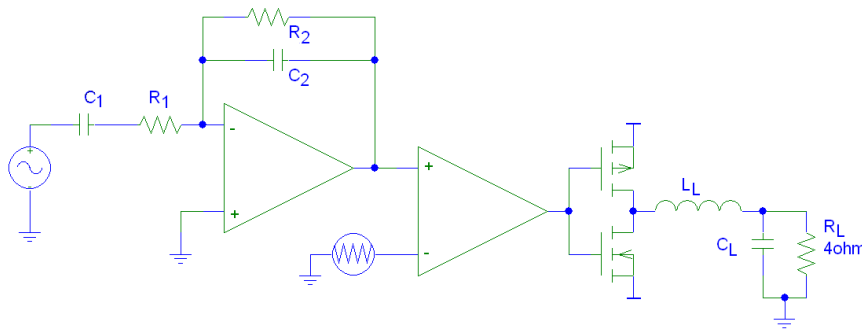 R2
C2
C1
R1
-
+
+
-
+
LL
CL
RL
4ohm